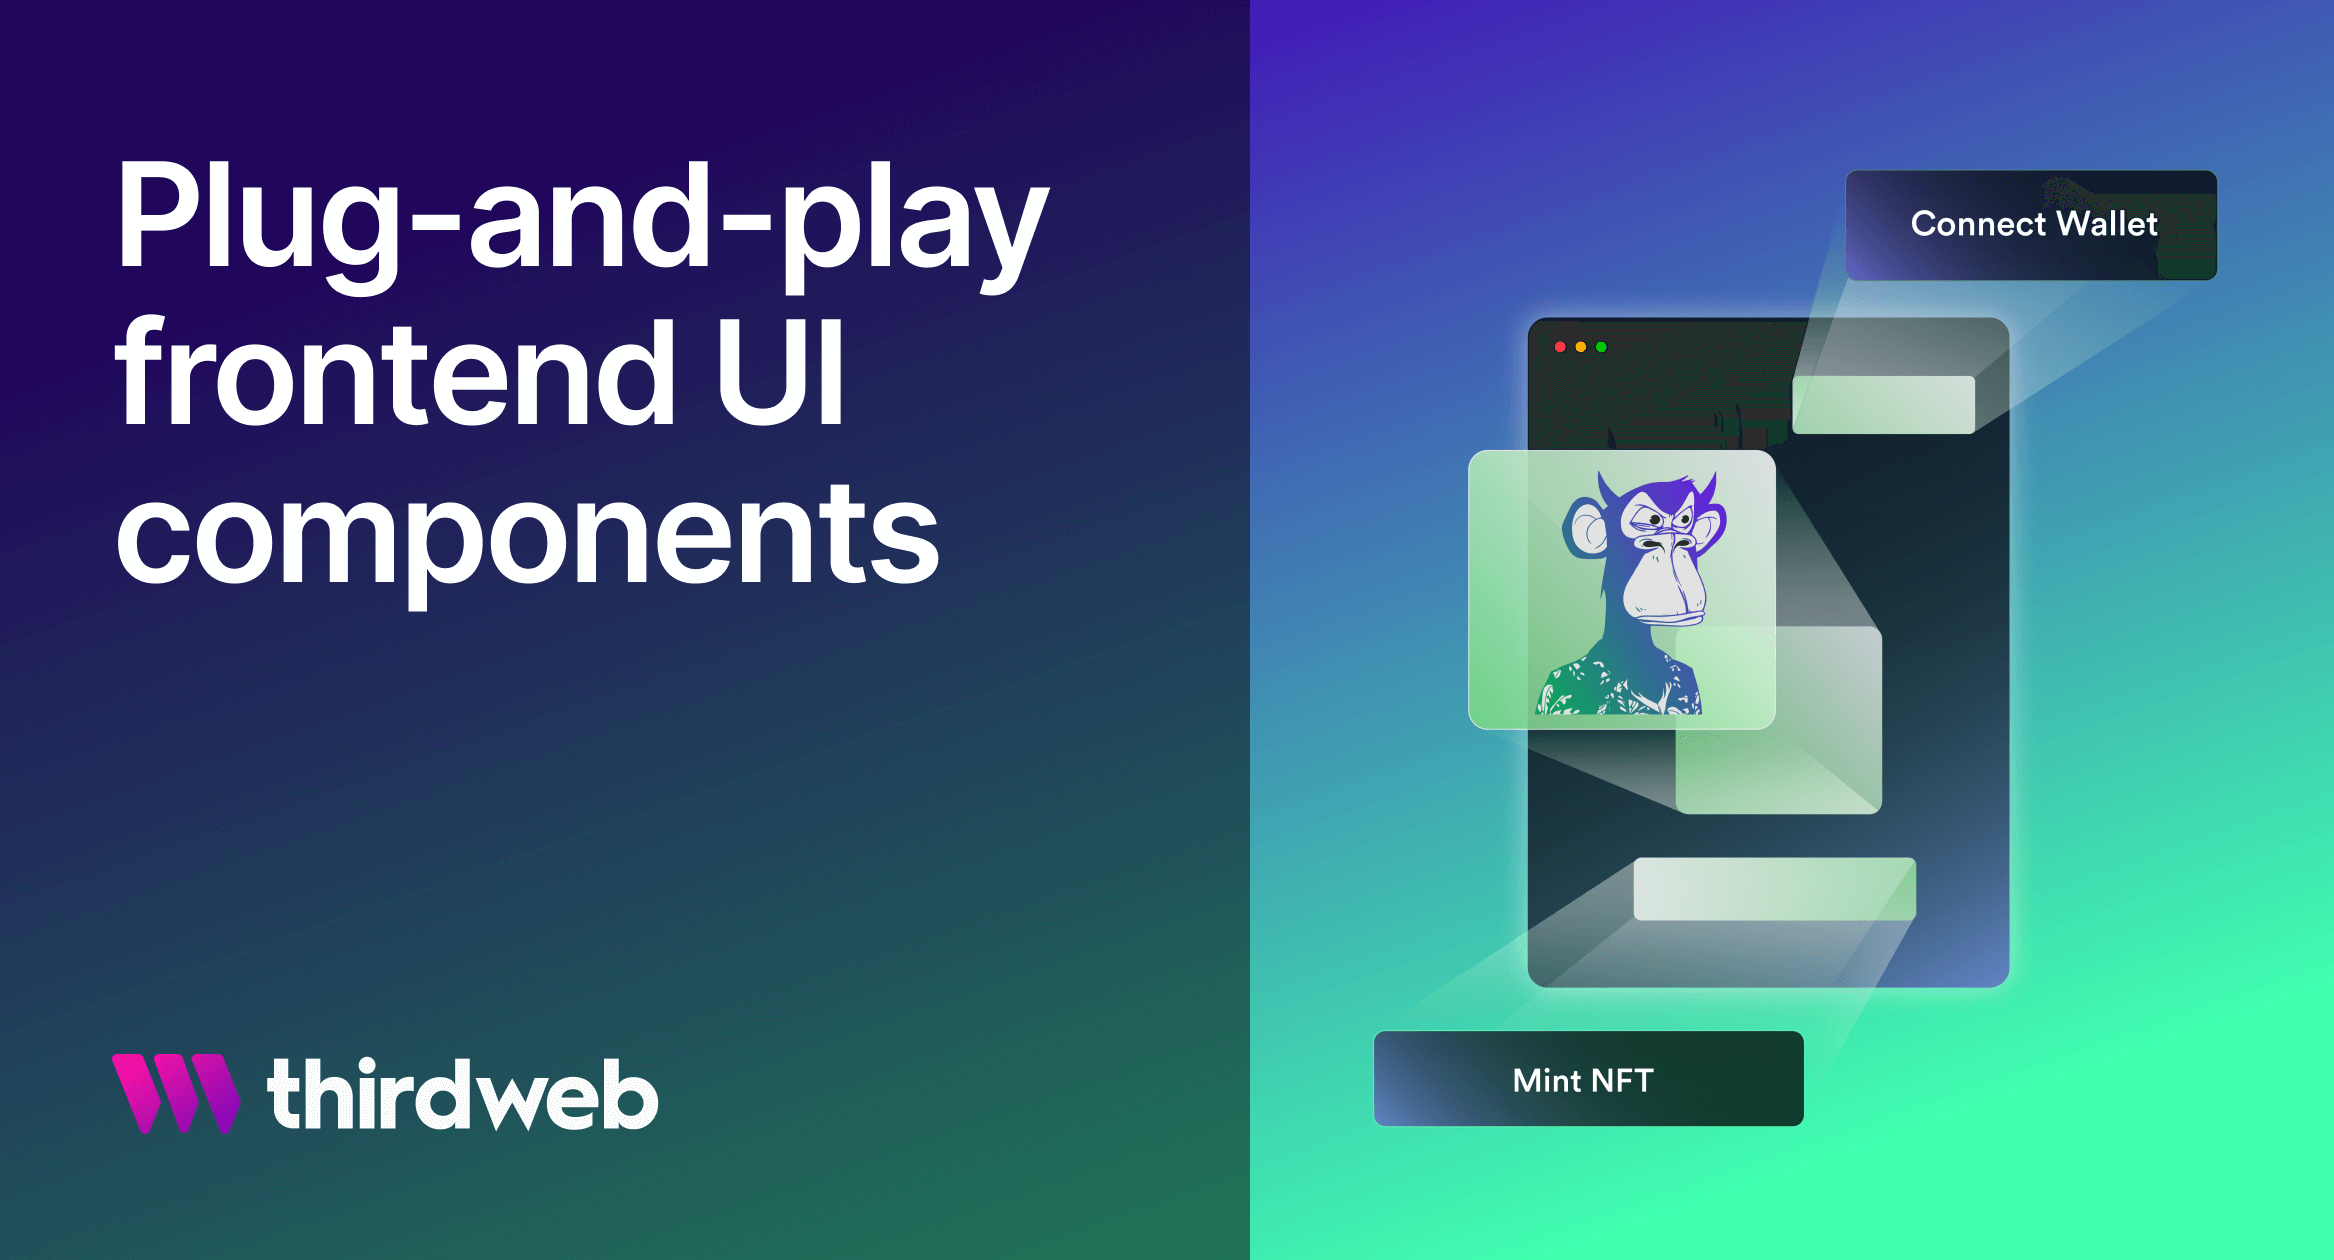 Plug-and-play
frontend UI
components
thirdweb
Connect Wallet
Mint NFT